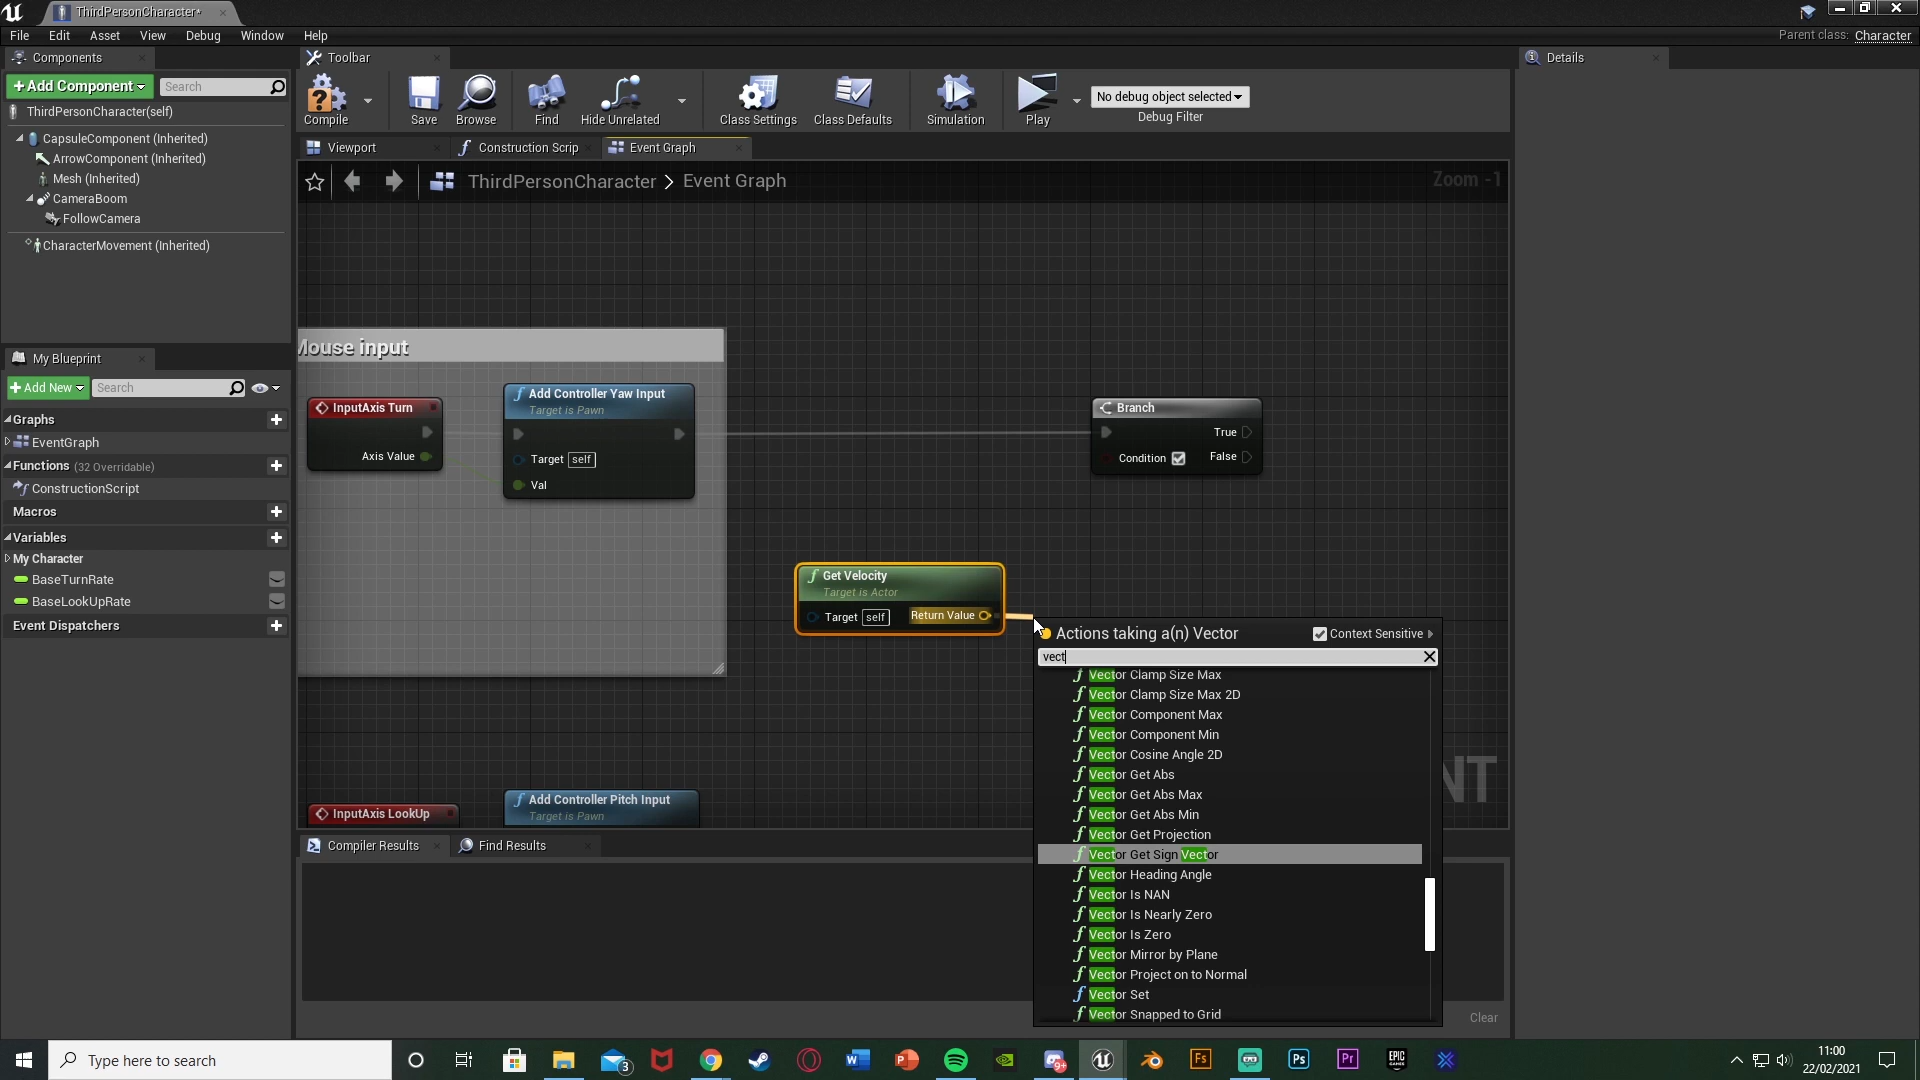 ThirdPersonCharacter*
File Edit Asset View Debug Window Help
Parent class: Character
Components
+ Add Component
Search
ThirdPersonCharacter(self)
CapsuleComponent (Inherited)
ArrowComponent (Inherited)
Mesh (Inherited)
CameraBoom
FollowCamera
CharacterMovement (Inherited)
My Blueprint
+ Add New
Search
Graphs
EventGraph
Functions (32 Overridable)
ConstructionScript
Macros
Variables
My Character
BaseTurnRate
BaseLookUpRate
Event Dispatchers
Toolbar
Compile
Save
Browse
Find
Hide Unrelated
Class Settings
Class Defaults
Simulation
Play
No debug object selected
Debug Filter
Viewport
Construction Scrip
Event Graph
ThirdPersonCharacter > Event Graph
Zoom -1
Mouse input
InputAxis Turn
Axis Value
Add Controller Yaw Input
Target is Pawn
Target self
Val
Branch
True
Condition
False
Get Velocity
Target is Actor
Target self
Return Value
InputAxis LookUp
Add Controller Pitch Input
Target is Pawn
NT
Actions taking a(n) Vector
Context Sensitive
vect
Vector Clamp Size Max
Vector Clamp Size Max 2D
Vector Component Max
Vector Component Min
Vector Cosine Angle 2D
Vector Get Abs
Vector Get Abs Max
Vector Get Abs Min
Vector Get Projection
Vector Get Sign Vector
Vector Heading Angle
Vector Is NAN
Vector Is Nearly Zero
Vector Is Zero
Vector Mirror by Plane
Vector Project on to Normal
Vector Set
Vector Snapped to Grid
Compiler Results
Find Results
Clear
Details
Type here to search
3
W
P
9+
Fs
Ps
Pr
EPIC
GAMES
11:00
22/02/2021